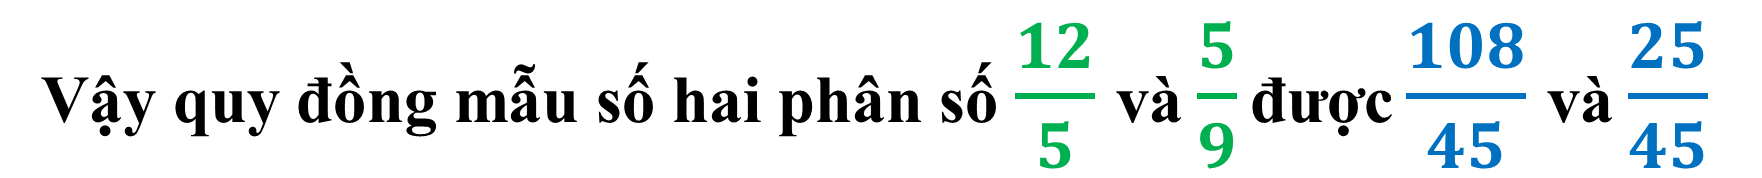 Vậy quy đồng mẫu số hai phân số 12/5 và 5/9 được 108/45 và 25/45